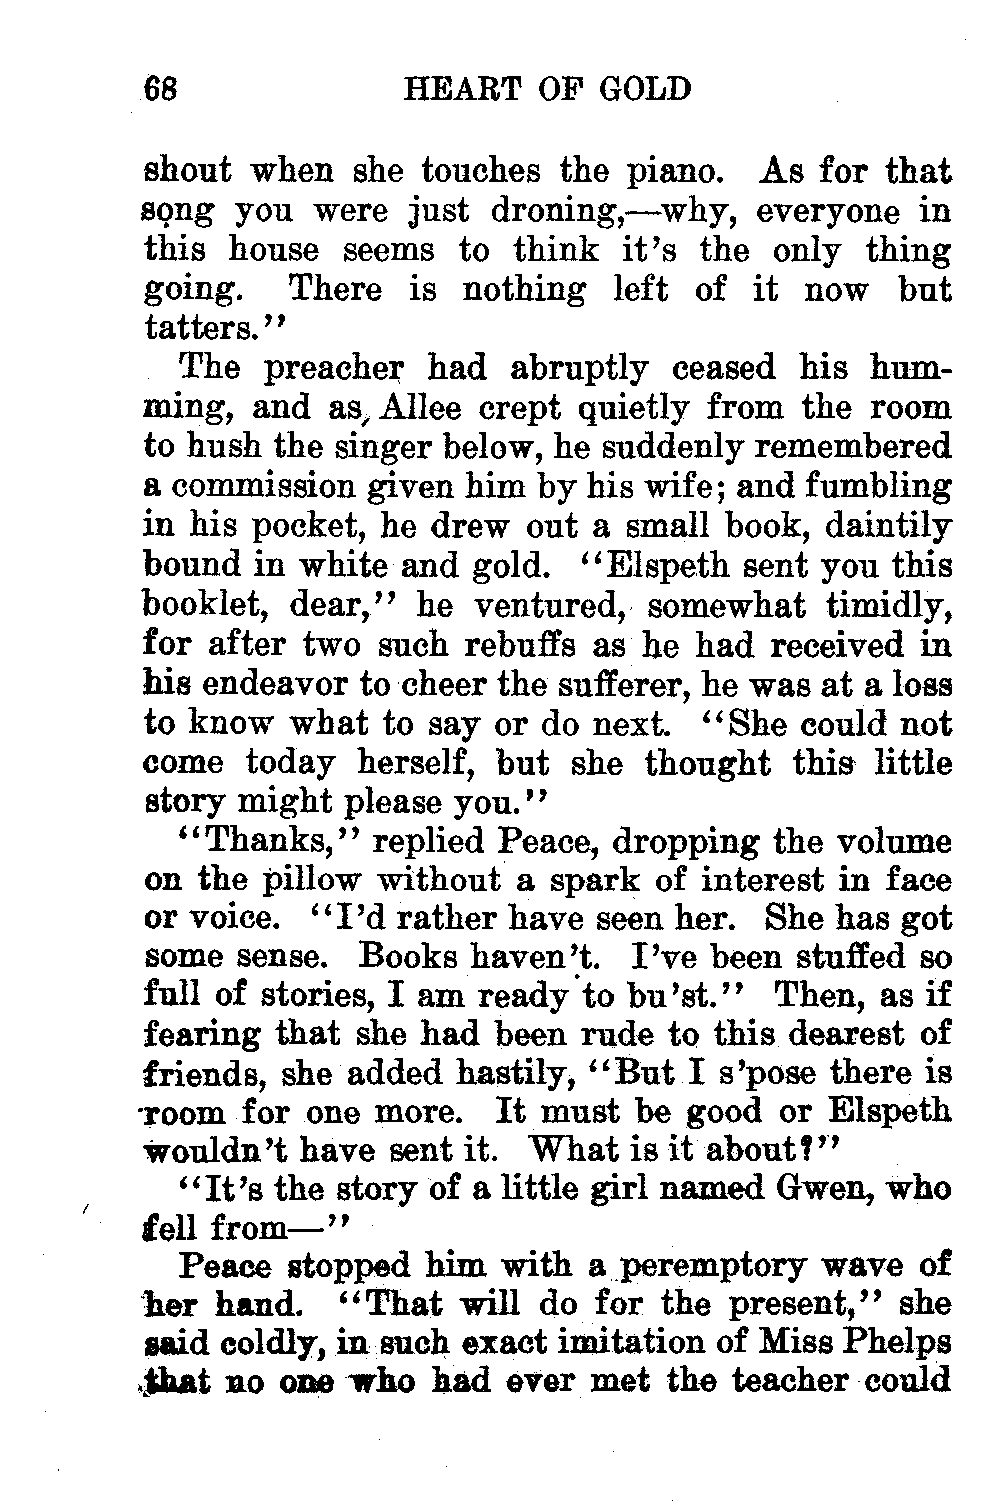 68 HEART OF GOLD
shout when she touches the piano. As for that
song you were just droning,—why, everyone in
this house seems to think it's the only thing
going. There is nothing left of it now but
tatters."
The preacher had abruptly ceased his hum-
ming, and as, Allee crept quietly from the room
to hush the singer below, he suddenly remembered
a commission given him by his wife; and fumbling
in his pocket, he drew out a small book, daintily
bound in white and gold. "Elspeth sent you this
booklet, dear," he ventured, somewhat timidly,
for after two such rebuffs as he had received in
his endeavor to cheer the sufferer, he was at a loss
to know what to say or do next. "She could not
come today herself, but she thought this little
story might please you."
"Thanks," replied Peace, dropping the volume
on the pillow without a spark of interest in face
or voice. "I'd rather have seen her. She has got
some sense. Books haven't. I've been stuffed so
full of stories, I am ready to bu'st." Then, as if
fearing that she had been rude to this dearest of
friends, she added hastily, "But I s'pose there is
room for one more. It must be good or Elspeth
wouldn't have sent it. What is it about?"
"It's the story of a little girl named Gwen, who
fell from—"
Peace stopped him with a peremptory wave of
her hand. "That will do for the present," she
said coldly, in such exact imitation of Miss Phelps
that no one who had ever met the teacher could